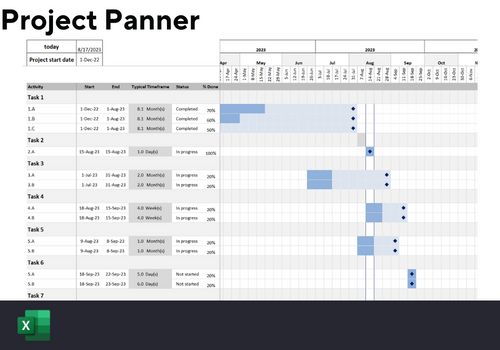 Project Panner
today 8/17/2023
Project start date 1-Dec-22
2023 2023
Apr May Jun Jul Aug Sep Oct
Activity Start End Typical Timeframe Status % Done
Task 1
1.A 1-Dec-22 1-Aug-23 8.1 Month(s) Completed 70%
1.B 1-Dec-22 1-Aug-23 8.1 Month(s) Completed 60%
1.C 1-Dec-22 1-Aug-23 8.1 Month(s) Completed 50%
Task 2
2.A 15-Aug-23 15-Aug-23 1.0 Day(s) In progress 100%
Task 3
3.A 1-Jul-23 31-Aug-23 2.0 Month(s) In progress 20%
3.B 1-Jul-23 31-Aug-23 2.0 Month(s) In progress 20%
Task 4
4.A 18-Aug-23 15-Sep-23 4.0 Week(s) In progress 20%
4.B 18-Aug-23 15-Sep-23 4.0 Week(s) In progress 20%
Task 5
5.A 9-Aug-23 8-Sep-23 1.0 Month(s) In progress 20%
5.B 9-Aug-23 8-Sep-23 1.0 Month(s) In progress 20%
Task 6
5.A 18-Sep-23 22-Sep-23 5.0 Day(s) Not started 20%
5.B 18-Sep-23 23-Sep-23 6.0 Day(s) Not started 20%
Task 7
X